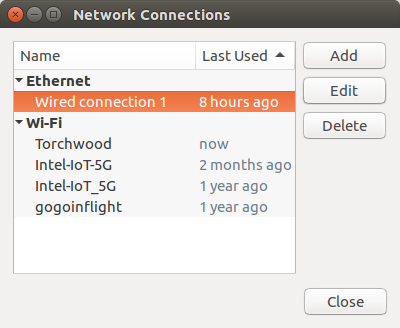 Network Connections
Name Last Used Add
Ethernet Edit
Wired connection 1 8 hours ago
Wi-Fi Delete
Torchwood now
Intel-IoT-5G 2 months ago
Intel-IoT_5G 1 year ago
gogoinflight 1 year ago
Close